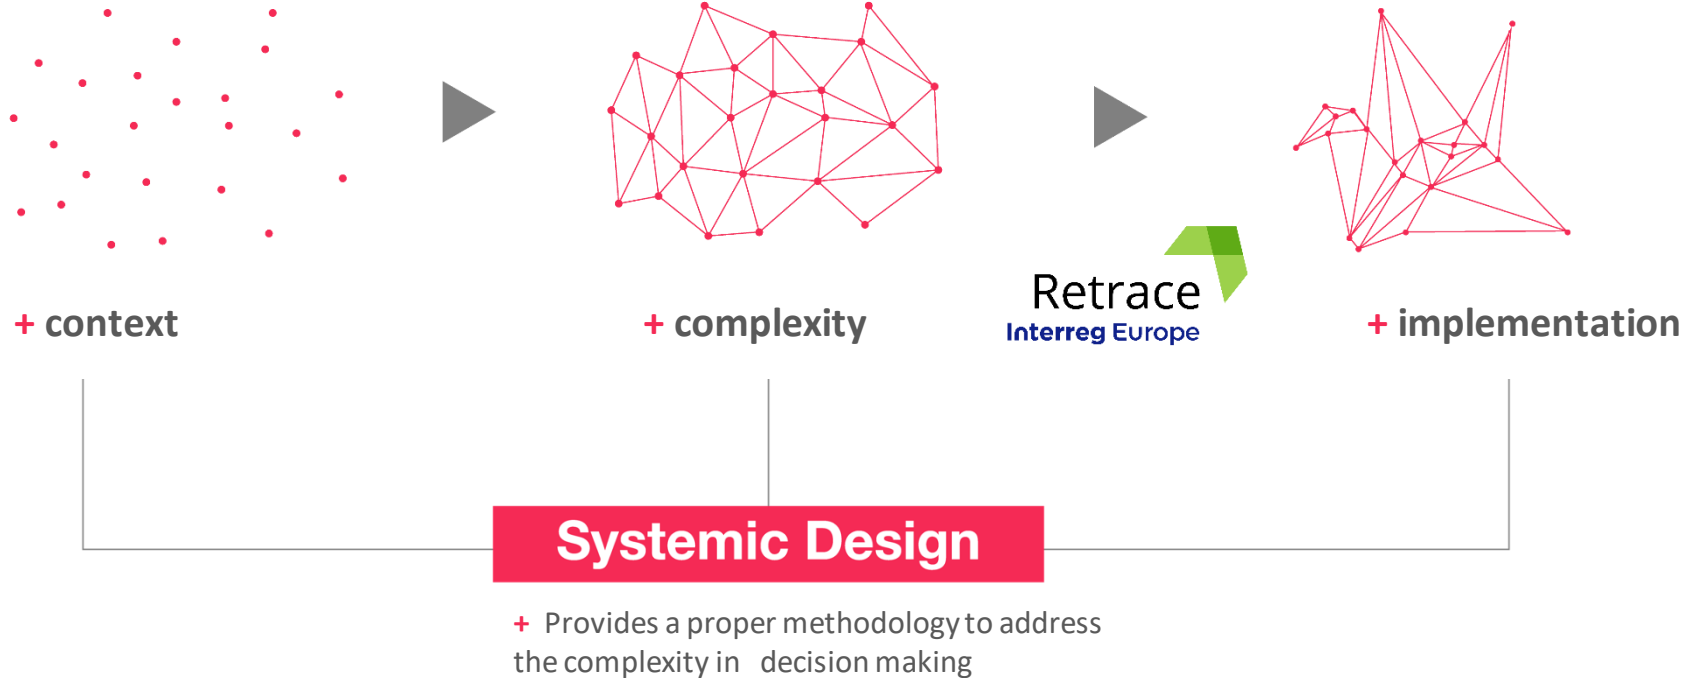 Retrace
Interreg Europe
+ context
+ complexity
+ implementation
Systemic Design
+ Provides a proper methodology to address
the complexity in decision making